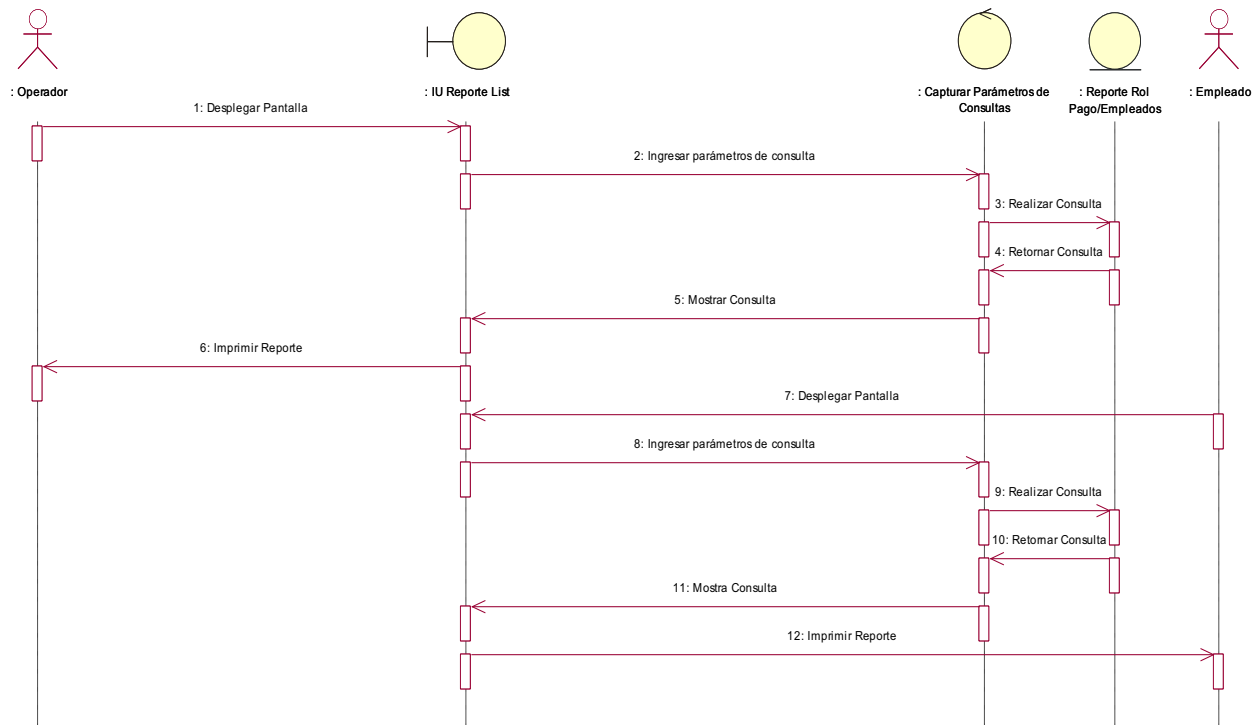 : Operador
: IU Reporte List
: Capturar Parámetros de
Consultas
: Reporte Rol
Pago/Empleados
: Empleado
1: Desplegar Pantalla
2: Ingresar parámetros de consulta
3: Realizar Consulta
4: Retornar Consulta
5: Mostrar Consulta
6: Imprimir Reporte
7: Desplegar Pantalla
8: Ingresar parámetros de consulta
9: Realizar Consulta
10: Retornar Consulta
11: Mostra Consulta
12: Imprimir Reporte